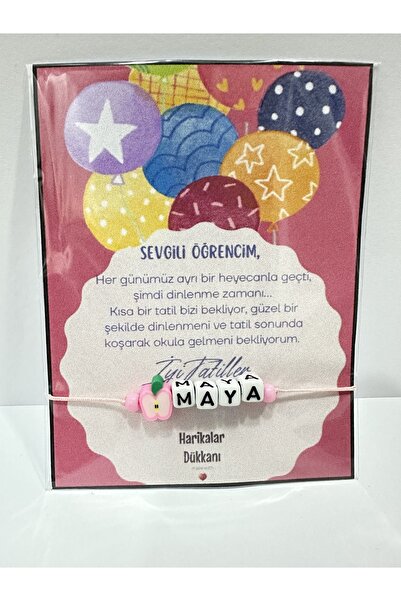 SEVGİLİ ÖĞRENCİM,
Her günümüz ayrı bir heyecanla geçti,
şimdi dinlenme zamanı...
Kısa bir tatil bizi bekliyor, güzel bir
şekilde dinlenmeni ve tatil sonunda
koşarak okula gelmeni bekliyorum.
İyi Tatiller
MAYA
Harikalar
Dükkanı